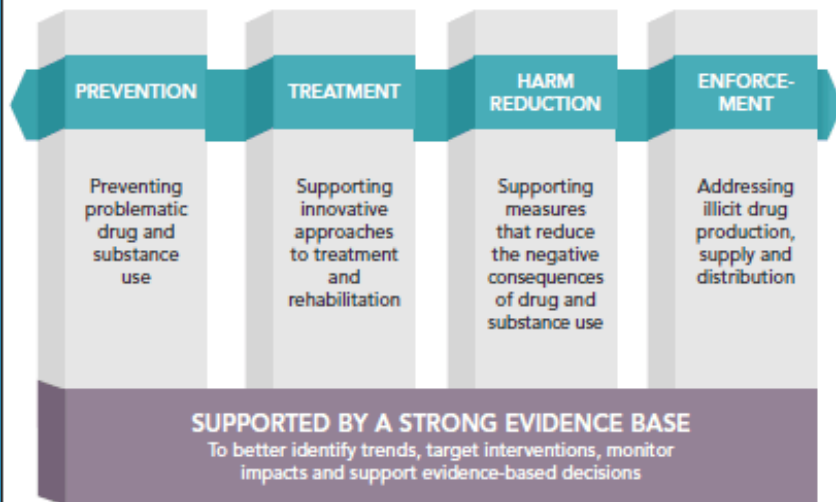 PREVENTION
Preventing
problematic
drug and
substance
use
TREATMENT
Supporting
innovative
approaches
to treatment
and
rehabilitation
HARM
REDUCTION
Supporting
measures
that reduce
the negative
consequences
of drug and
substance use
ENFORCE-
MENT
Addressing
illicit drug
production,
supply and
distribution
SUPPORTED BY A STRONG EVIDENCE BASE
To better identify trends, target interventions, monitor
impacts and support evidence-based decisions